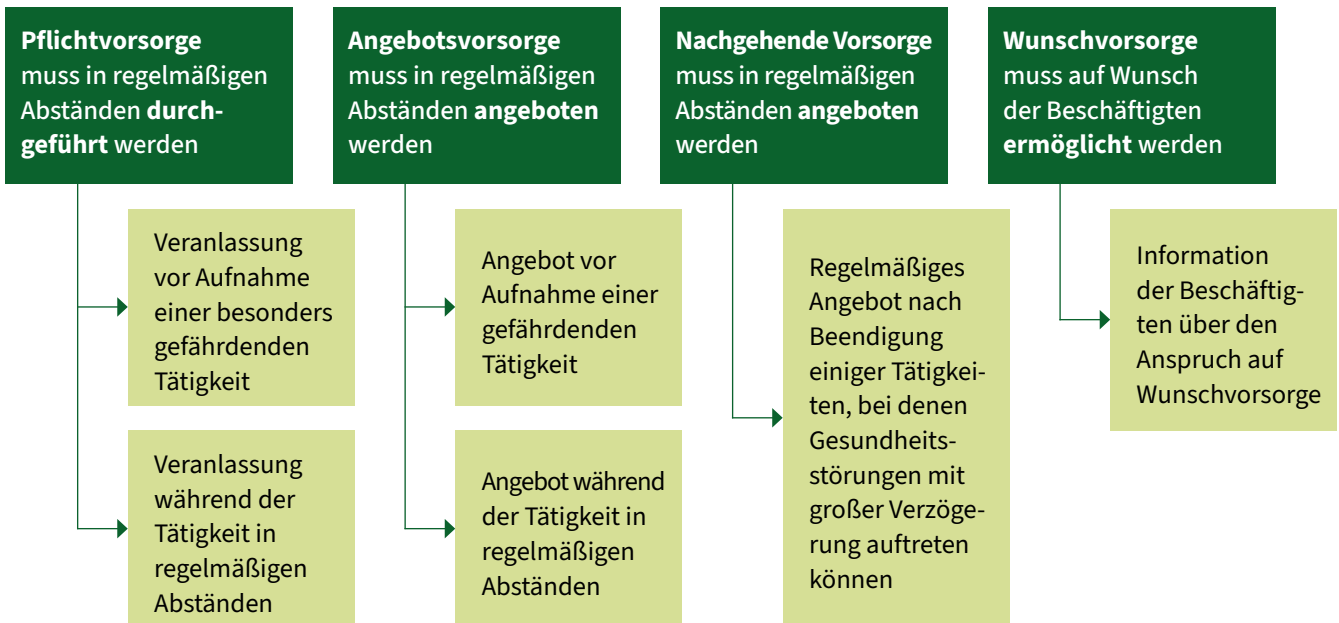 Pflichtvorsorge
muss in regelmäßigen
Abständen durch-
geführt werden
Angebotsvorsorge
muss in regelmäßigen
Abständen angeboten
werden
Nachgehende Vorsorge
muss in regelmäßigen
Abständen angeboten
werden
Wunschvorsorge
muss auf Wunsch
der Beschäftigten
ermöglicht werden
Veranlassung
vor Aufnahme
einer besonders
gefährdenden
Tätigkeit
Veranlassung
während der
Tätigkeit in
regelmäßigen
Abständen
Angebot vor
Aufnahme einer
gefährdenden
Tätigkeit
Angebot während
der Tätigkeit in
regelmäßigen
Abständen
Regelmäßiges
Angebot nach
Beendigung
einiger Tätigkei-
ten, bei denen
Gesundheits-
störungen mit
großer Verzöge-
rung auftreten
können
Information
der Beschäftig-
ten über den
Anspruch auf
Wunschvorsorge